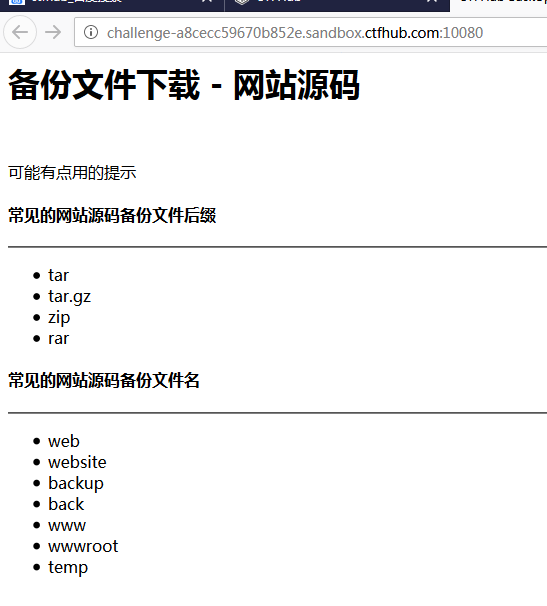 challenge-a8cecc59670b852e.sandbox.ctfhub.com:10080
备份文件下载 - 网站源码
可能有点用的提示
常见的网站源码备份文件后缀
tar
tar.gz
zip
rar
常见的网站源码备份文件名
web
website
backup
back
www
wwwroot
temp